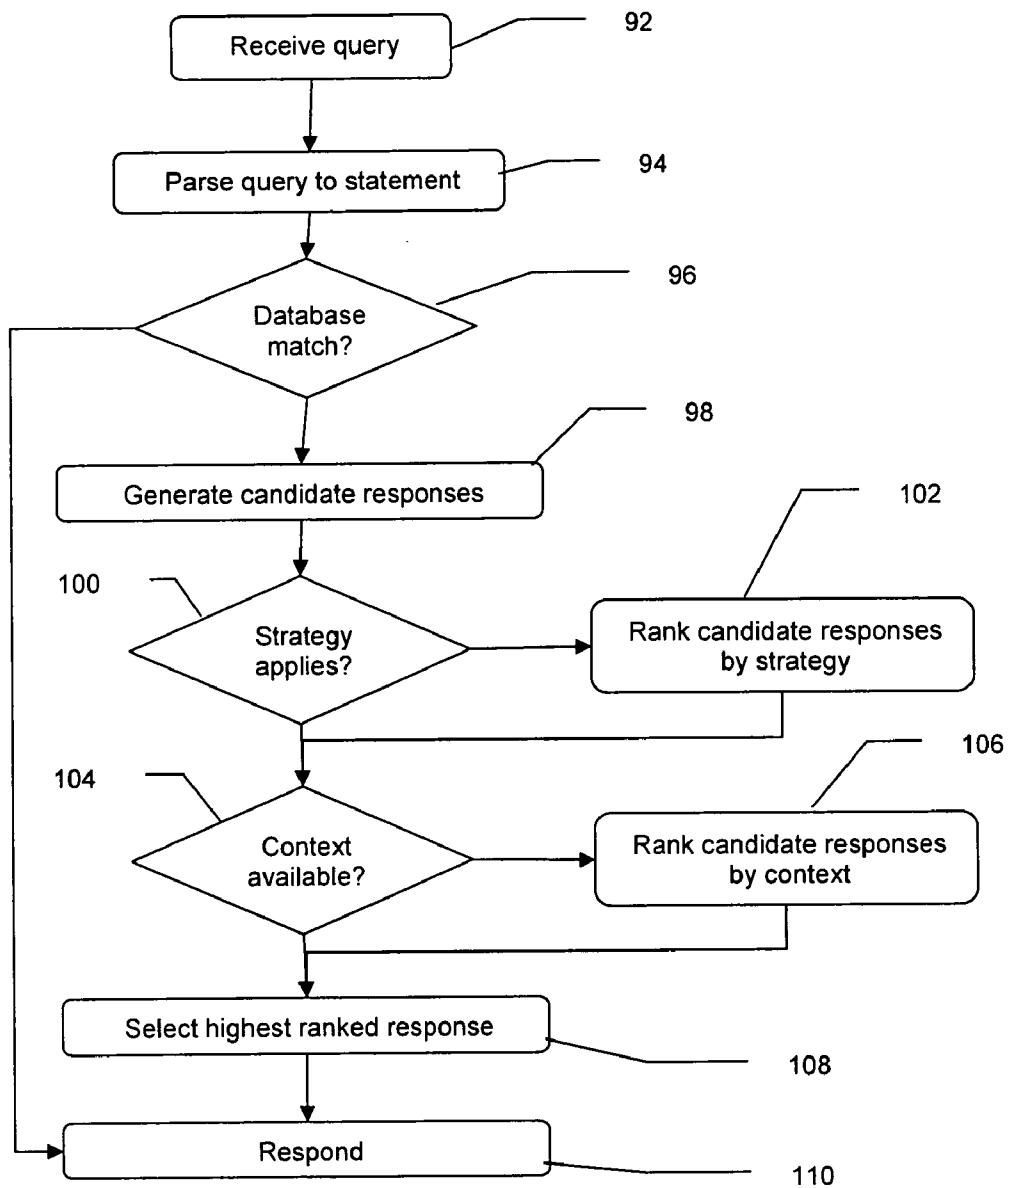 92
Receive query
94
Parse query to statement
96
Database
match?
98
Generate candidate responses
102
100
Strategy
applies?
Rank candidate responses
by strategy
106
104
Context
available?
Rank candidate responses
by context
Select highest ranked response
108
Respond
110